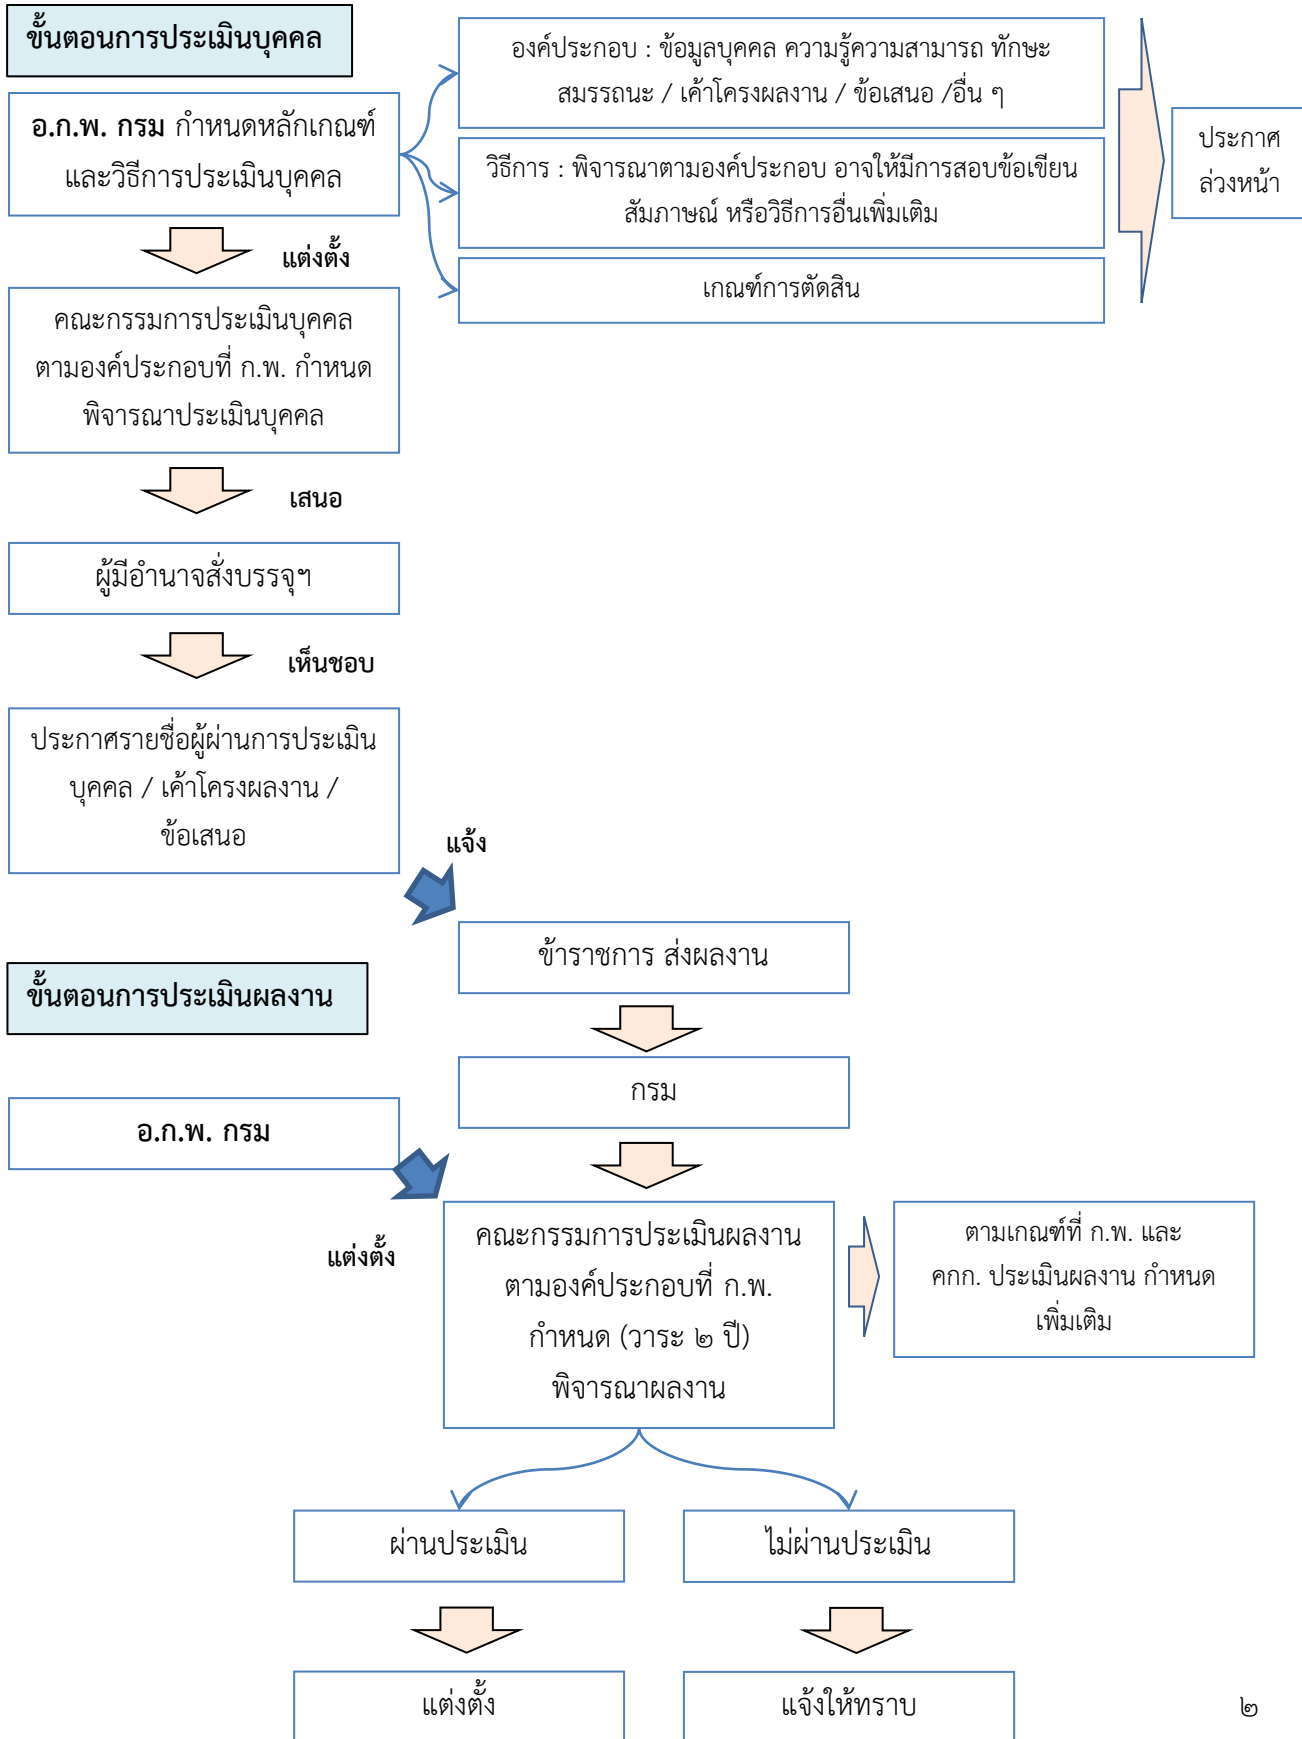 ขั้นตอนการประเมินบุคคล
อ.ก.พ. กรม กำหนดหลักเกณฑ์
และวิธีการประเมินบุคคล
องค์ประกอบ : ข้อมูลบุคคล ความรู้ความสามารถ ทักษะ
สมรรถนะ / เค้าโครงผลงาน / ข้อเสนอ /อื่น ๆ
วิธีการ : พิจารณาตามองค์ประกอบ อาจให้มีการสอบข้อเขียน
สัมภาษณ์ หรือวิธีการอื่นเพิ่มเติม
เกณฑ์การตัดสิน
ประกาศ
ล่วงหน้า
แต่งตั้ง
คณะกรรมการประเมินบุคคล
ตามองค์ประกอบที่ ก.พ. กำหนด
พิจารณาประเมินบุคคล
เสนอ
ผู้มีอำนาจสั่งบรรจุฯ
เห็นชอบ
ประกาศรายชื่อผู้ผ่านการประเมิน
บุคคล / เค้าโครงผลงาน /
ข้อเสนอ
แจ้ง
ข้าราชการ ส่งผลงาน
ขั้นตอนการประเมินผลงาน
กรม
อ.ก.พ. กรม
แต่งตั้ง
คณะกรรมการประเมินผลงาน
ตามองค์ประกอบที่ ก.พ.
กำหนด (วาระ ๒ ปี)
พิจารณาผลงาน
ตามเกณฑ์ที่ ก.พ. และ
คกก. ประเมินผลงาน กำหนด
เพิ่มเติม
ผ่านประเมิน
ไม่ผ่านประเมิน
แต่งตั้ง
แจ้งให้ทราบ
๒